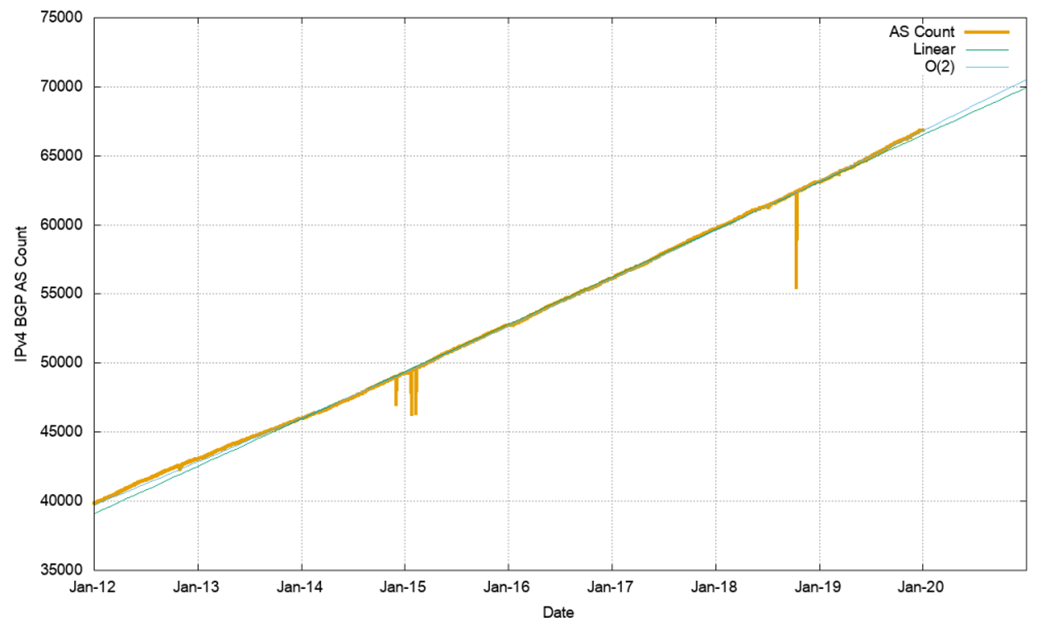 75000
70000
65000
60000
55000
50000
45000
40000
35000
IPv4 BGP AS Count
AS Count
Linear
O(2)
Jan-12 Jan-13 Jan-14 Jan-15 Jan-16 Jan-17 Jan-18 Jan-19 Jan-20
Date